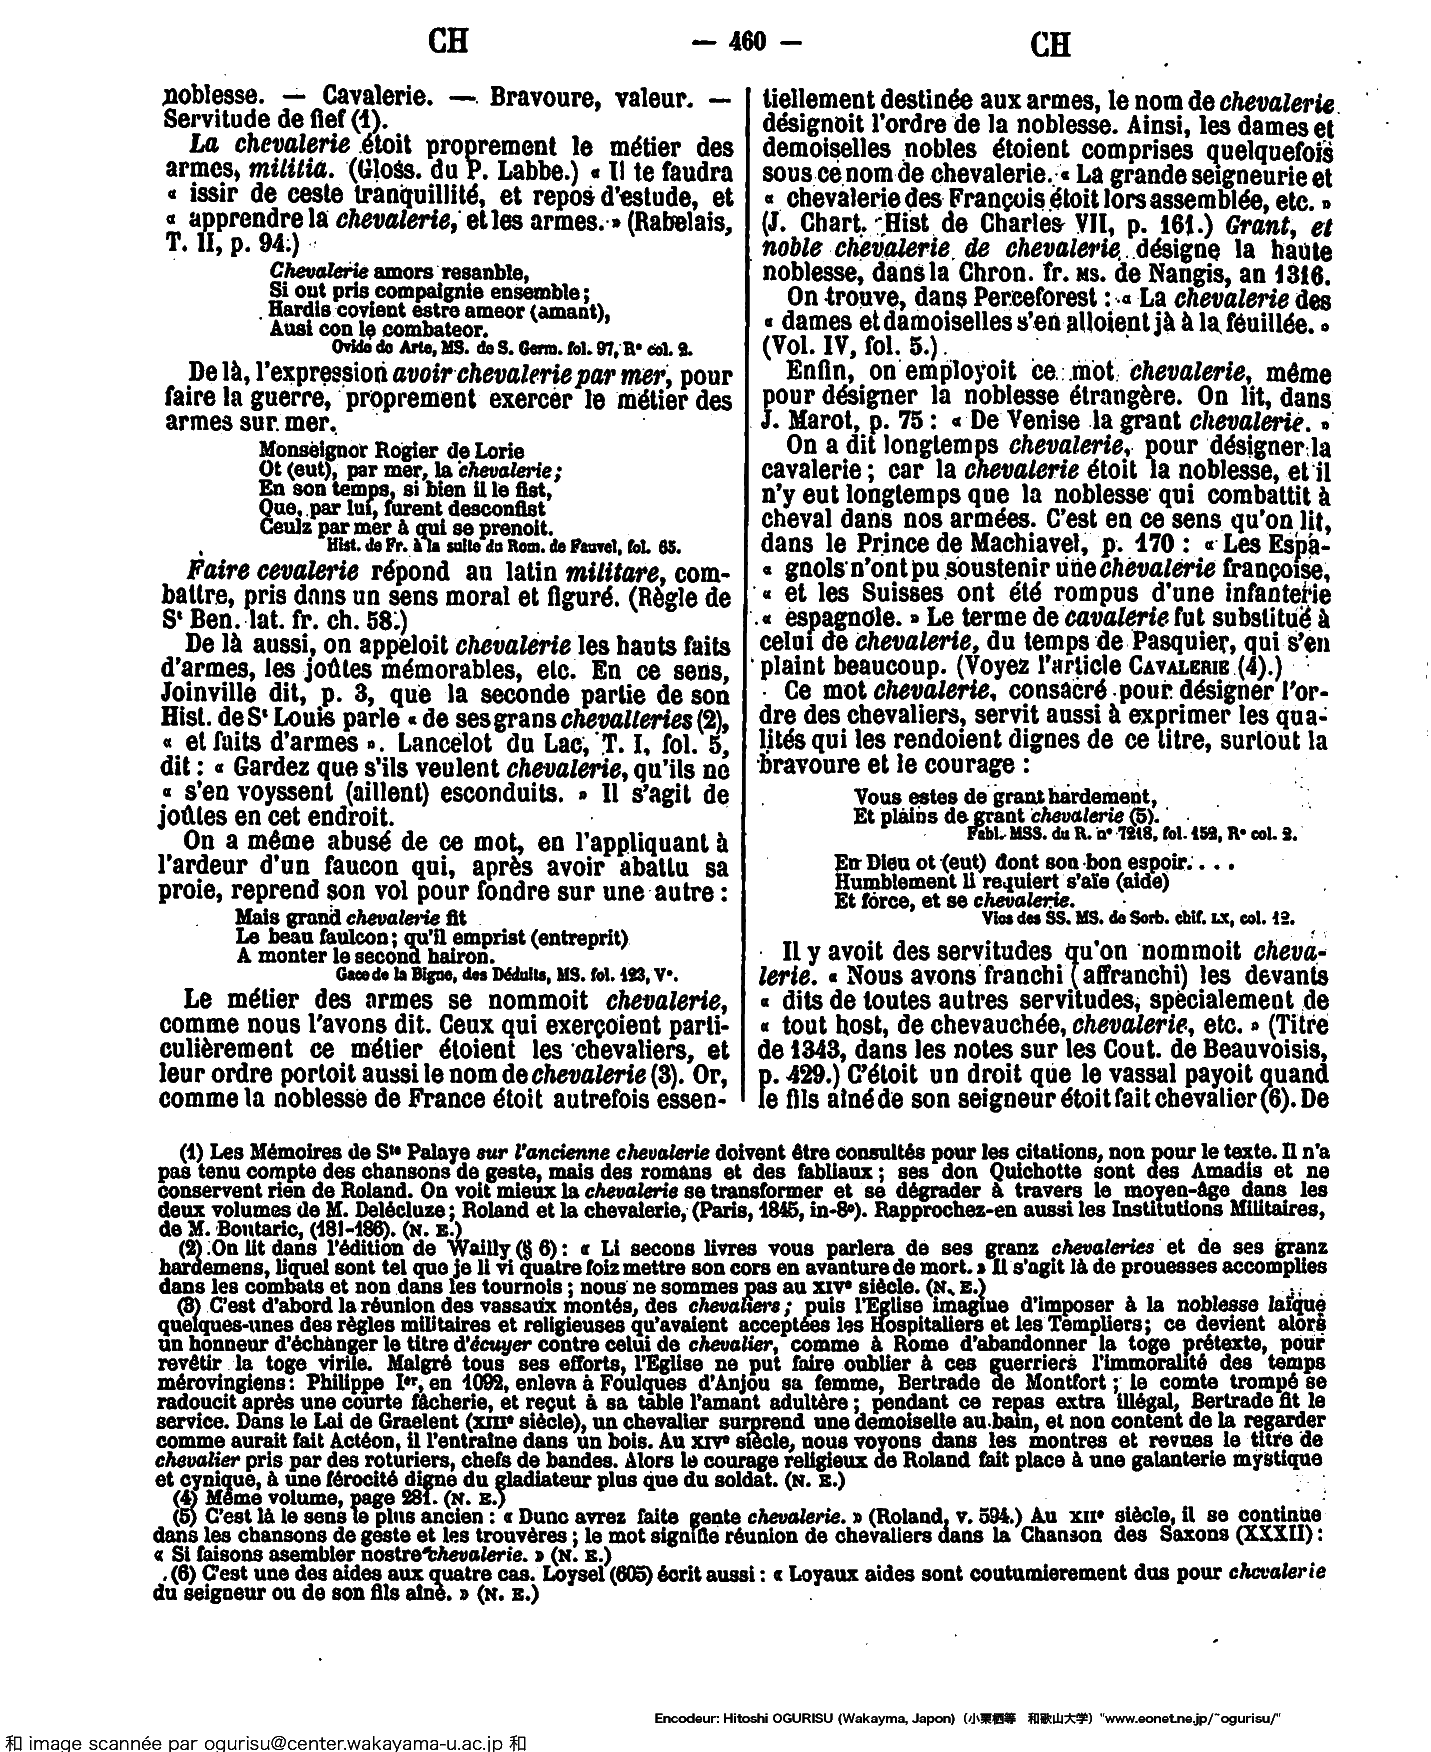 CH
— 460 —
CH
noblesse. — Cavalerie. — Bravoure, valeur. —
Servitude de fief (1).
La chevalerie étoit proprement le métier des
armes, militia. (Gloss. du P. Labbe.) « Il te faudra
« issir de ceste tranquillité, et repos d'estude, et
« apprendre la chevalerie, et les armes. » (Rabelais,
T. II, p. 94.)
Chevalerie amors resanble,
Si out pris compaignie ensemble ;
Hardis covient estre ameor (amant),
Ausi con le combateor.
Ovide de Arte, MS. de S. Germ. fol. 97, R° col. 2.
De là, l'expression avoir chevalerie par mer, pour
faire la guerre, proprement exercer le métier des
armes sur mer.
Monseignor Rogier de Lorie
Ot (eut), par mer, la chevalerie ;
En son temps, si bien il le fist,
Que, par lui, furent desconfist
Ceulz par mer à qui se prenoit.
Hist. de Fr. à la suite du Rom. de Fauvel, fol. 65.
Faire cevalerie répond au latin militare, com-
battre, pris dans un sens moral et figuré. (Règle de
St Ben. lat. fr. ch. 58.)
De là aussi, on appeloit chevalerie les hauts faits
d'armes, les joûtes mémorables, etc. En ce sens,
Joinville dit, p. 3, que la seconde partie de son
Hist. de St Louis parle « de ses grans chevalleries (2),
« et faits d'armes ». Lancelot du Lac, T. I, fol. 5,
dit : « Gardez que s'ils veulent chevalerie, qu'ils ne
« s'en voyssent (aillent) esconduits. » Il s'agit de
joûtes en cet endroit.
On a même abusé de ce mot, en l'appliquant à
l'ardeur d'un faucon qui, après avoir abattu sa
proie, reprend son vol pour fondre sur une autre :
Mais grand chevalerie fit
Le beau faulcon ; qu'il emprist (entreprit)
A monter le second hairon.
Gace de la Bigne, des Déduits, MS. fol. 123, V°.
Le métier des armes se nommoit chevalerie,
comme nous l'avons dit. Ceux qui exerçoient parti-
culièrement ce métier étoient les chevaliers, et
leur ordre portoit aussi le nom de chevalerie (3). Or,
comme la noblesse de France étoit autrefois essen-
tiellement destinée aux armes, le nom de chevalerie
désignoit l'ordre de la noblesse. Ainsi, les dames et
demoiselles nobles étoient comprises quelquefois
sous ce nom de chevalerie. « La grande seigneurie et
« chevalerie des François étoit lors assemblée, etc. »
(J. Chart. Hist de Charles VII, p. 161.) Grant, et
noble chevalerie de chevalerie désigne la haute
noblesse, dans la Chron. fr. MS. de Nangis, an 1316.
On trouve, dans Perceforest : « La chevalerie des
« dames et damoiselles s'en alloient jà à la feuillée. »
(Vol. IV, fol. 5.)
Enfin, on employoit ce mot chevalerie, même
pour désigner la noblesse étrangère. On lit, dans
J. Marot, p. 75 : « De Venise la grant chevalerie. »
On a dit longtemps chevalerie, pour désigner la
cavalerie ; car la chevalerie étoit la noblesse, et il
n'y eut longtemps que la noblesse qui combattit à
cheval dans nos armées. C'est en ce sens qu'on lit,
dans le Prince de Machiavel, p. 170 : « Les Espa-
« gnols n'ont pu soustenir une chevalerie françoise,
« et les Suisses ont été rompus d'une infanterie
« espagnole. » Le terme de cavalerie fut substitué à
celui de chevalerie, du temps de Pasquier, qui s'en
plaint beaucoup. (Voyez l'article CAVALERIE (4).)
Ce mot chevalerie, consacré pour désigner l'or-
dre des chevaliers, servit aussi à exprimer les qua-
lités qui les rendoient dignes de ce titre, surtout la
bravoure et le courage :
Vous estes de grant hardement,
Et plains de grant chevalerie (5).
Fabl. MSS. du R. n° 7218, fol. 152, R° col. 2.
En Dieu ot (eut) dont son bon espoir. . . .
Humblement li requiert s'aïe (aide)
Et force, et se chevalerie.
Vies des SS. MS. de Sorb. chif. LX, col. 12.
Il y avoit des servitudes qu'on nommoit cheva-
lerie. « Nous avons franchi (affranchi) les devants
« dits de toutes autres servitudes, spècialement de
« tout host, de chevauchée, chevalerie, etc. » (Titre
de 1343, dans les notes sur les Cout. de Beauvoisis,
p. 429.) C'étoit un droit que le vassal payoit quand
le fils aîné de son seigneur étoit fait chevalier (6). De
(1) Les Mémoires de Ste Palaye sur l'ancienne chevalerie doivent être consultés pour les citations, non pour le texte. Il n'a
pas tenu compte des chansons de geste, mais des romans et des fabliaux ; ses don Quichotte sont des Amadis et ne
conservent rien de Roland. On voit mieux la chevalerie se transformer et se dégrader à travers le moyen-âge dans les
deux volumes de M. Delécluze ; Roland et la chevalerie, (Paris, 1845, in-8°). Rapprochez-en aussi les Institutions Militaires,
de M. Boutaric, (181-186). (N. E.)
(2) On lit dans l'édition de Wailly (§ 6) : « Li secons livres vous parlera de ses granz chevaleries et de ses granz
hardemens, liquel sont tel que je li vi quatre foiz mettre son cors en avanture de mort. » Il s'agit là de prouesses accomplies
dans les combats et non dans les tournois ; nous ne sommes pas au XIVe siècle. (N. E.)
(3) C'est d'abord la réunion des vassaux montés, des chevaliers ; puis l'Eglise imagine d'imposer à la noblesse laïque
quelques-unes des règles militaires et religieuses qu'avaient acceptées les Hospitaliers et les Templiers ; ce devient alors
un honneur d'échanger le titre d'écuyer contre celui de chevalier, comme à Rome d'abandonner la toge prétexte, pour
revêtir la toge virile. Malgré tous ses efforts, l'Eglise ne put faire oublier à ces guerriers l'immoralité des temps
mérovingiens : Philippe Ier, en 1092, enleva à Foulques d'Anjou sa femme, Bertrade de Montfort ; le comte trompé se
radoucit après une courte fâcherie, et reçut à sa table l'amant adultère ; pendant ce repas extra illégal, Bertrade fit le
service. Dans le Lai de Graelent (XIIIe siècle), un chevalier surprend une demoiselle au bain, et non content de la regarder
comme aurait fait Actéon, il l'entraîne dans un bois. Au XIVe siècle, nous voyons dans les montres et revues le titre de
chevalier pris par des roturiers, chefs de bandes. Alors le courage religieux de Roland fait place à une galanterie mystique
et cynique, à une férocité digne du gladiateur plus que du soldat. (N. E.)
(4) Même volume, page 281. (N. E.)
(5) C'est là le sens le plus ancien : « Dunc avrez faite gente chevalerie. » (Roland, v. 594.) Au XIIe siècle, il se continue
dans les chansons de geste et les trouvères ; le mot signifie réunion de chevaliers dans la Chanson des Saxons (XXXII) :
« Si faisons asembler nostre chevalerie. » (N. E.)
(6) C'est une des aides aux quatre cas. Loysel (605) écrit aussi : « Loyaux aides sont coutumierement dus pour chevalerie
du seigneur ou de son fils aîné. » (N. E.)
Encodeur: Hitoshi OGURISU (Wakayma, Japon) (小栗栖等 和歌山大学) "www.eonet.ne.jp/~ogurisu/"
和 image scannée par ogurisu@center.wakayama-u.ac.jp 和